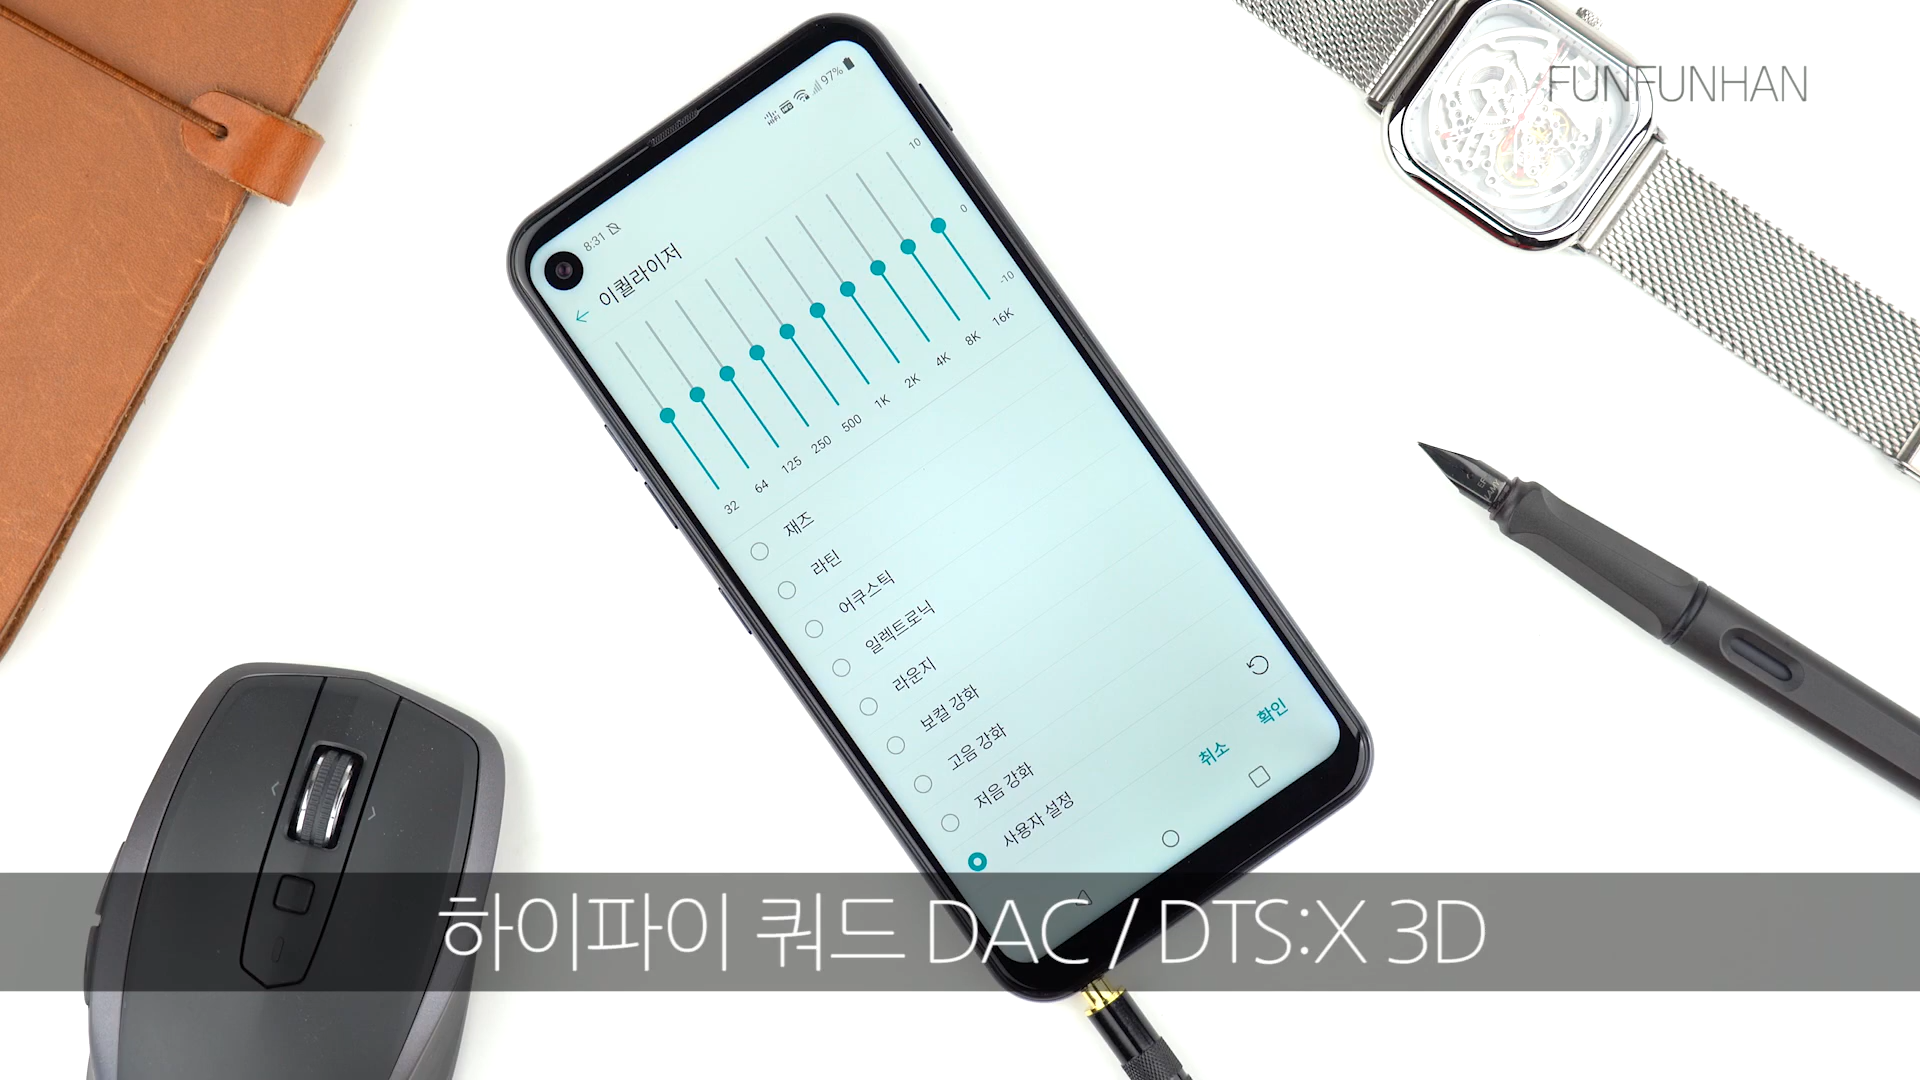 FUNFUNHAN
97%
HiFi
8:31
이퀄라이저
10
0
-10
32 64 125 250 500 1K 2K 4K 8K 16K
재즈
라틴
어쿠스틱
일렉트로닉
라운지
보컬 강화
고음 강화
저음 강화
사용자 설정
취소 확인
하이파이 쿼드 DAC / DTS:X 3D